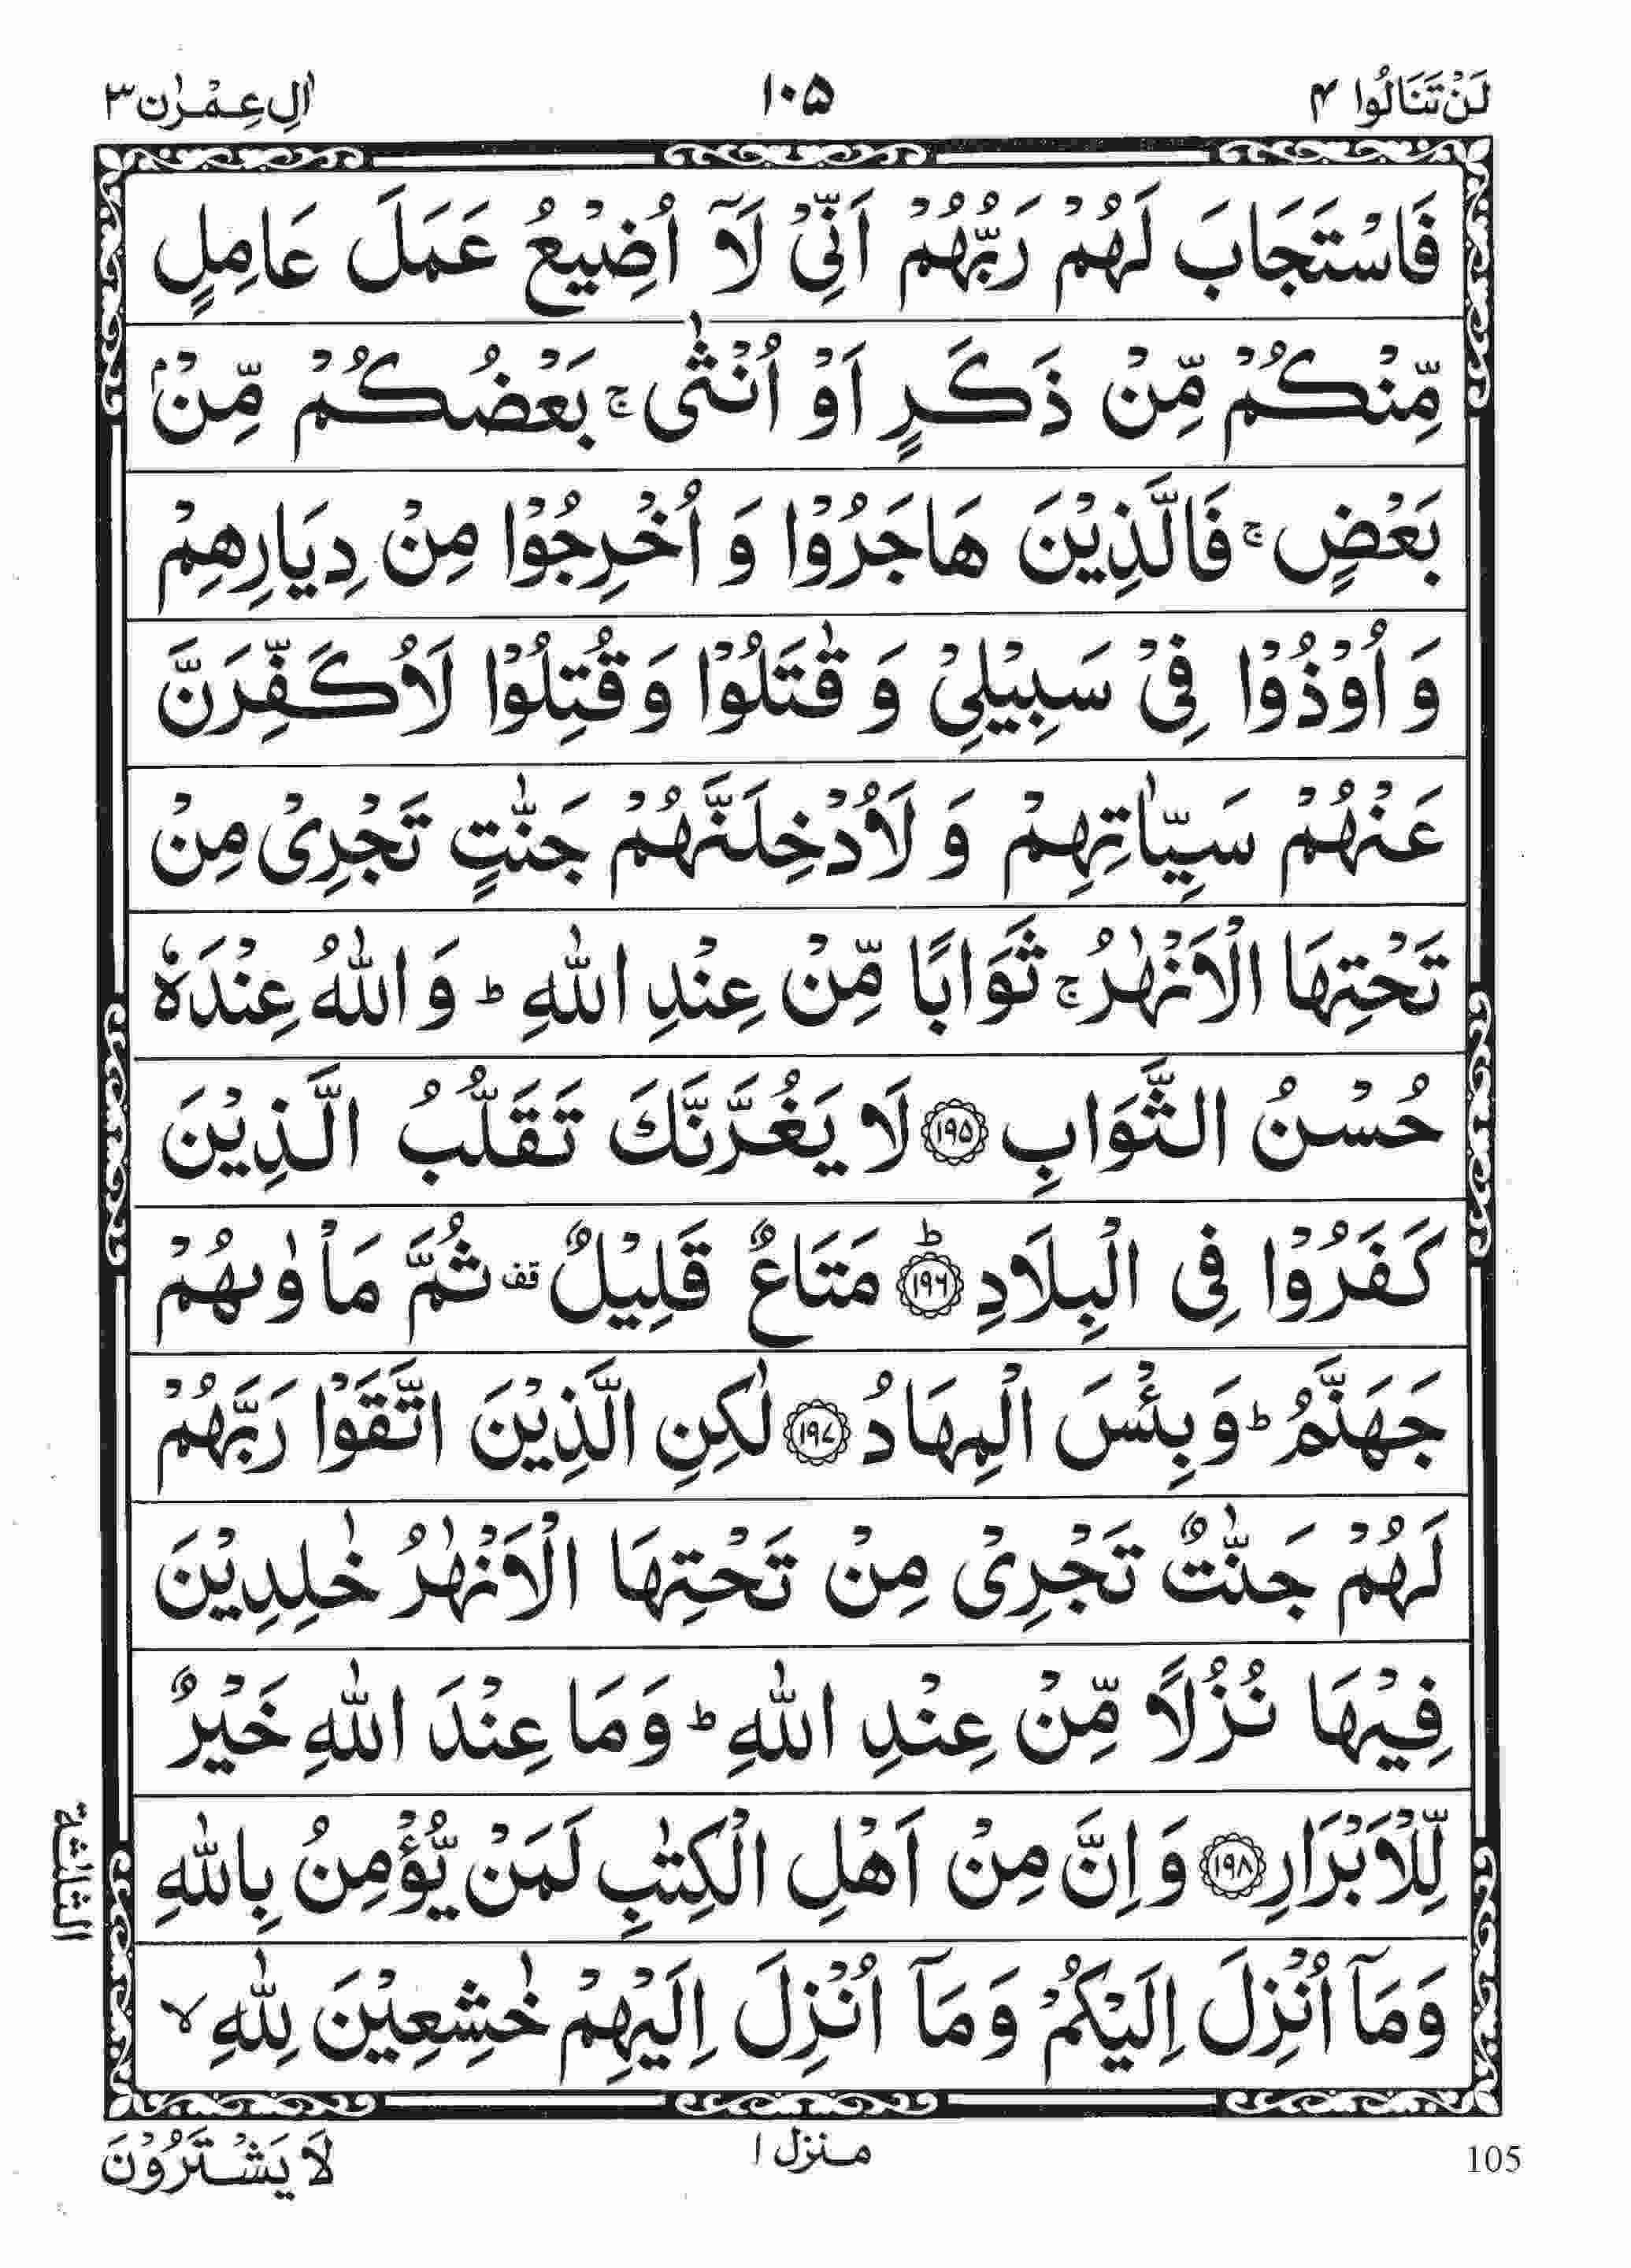 لَنْ تَنَالُوا ۴
۱۰۵
اٰلِ عِمْرٰن ۳
فَاسْتَجَابَ لَهُمْ رَبُّهُمْ اَنِّیْ لَاۤ اُضِیْعُ عَمَلَ عَامِلٍ
مِّنْكُمْ مِّنْ ذَكَرٍ اَوْ اُنْثٰی ۚ بَعْضُكُمْ مِّنْۢ
بَعْضٍ ۚ فَالَّذِیْنَ هَاجَرُوْا وَ اُخْرِجُوْا مِنْ دِیَارِهِمْ
وَ اُوْذُوْا فِیْ سَبِیْلِیْ وَ قٰتَلُوْا وَ قُتِلُوْا لَاُكَفِّرَنَّ
عَنْهُمْ سَیِّاٰتِهِمْ وَ لَاُدْخِلَنَّهُمْ جَنّٰتٍ تَجْرِیْ مِنْ
تَحْتِهَا الْاَنْهٰرُ ۚ ثَوَابًا مِّنْ عِنْدِ اللّٰهِ ؕ وَ اللّٰهُ عِنْدَهٗ
حُسْنُ الثَّوَابِ ﴿۱۹۵﴾ لَا یَغُرَّنَّكَ تَقَلُّبُ الَّذِیْنَ
كَفَرُوْا فِی الْبِلَادِ ﴿۱۹۶﴾ؕ مَتَاعٌ قَلِیْلٌ قف ثُمَّ مَاْوٰىهُمْ
جَهَنَّمُ ؕ وَ بِئْسَ الْمِهَادُ ﴿۱۹۷﴾ لٰكِنِ الَّذِیْنَ اتَّقَوْا رَبَّهُمْ
لَهُمْ جَنّٰتٌ تَجْرِیْ مِنْ تَحْتِهَا الْاَنْهٰرُ خٰلِدِیْنَ
فِیْهَا نُزُلًا مِّنْ عِنْدِ اللّٰهِ ؕ وَمَا عِنْدَ اللّٰهِ خَیْرٌ
لِّلْاَبْرَارِ ﴿۱۹۸﴾ وَ اِنَّ مِنْ اَهْلِ الْكِتٰبِ لَمَنْ یُّؤْمِنُ بِاللّٰهِ
وَمَاۤ اُنْزِلَ اِلَیْكُمْ وَمَاۤ اُنْزِلَ اِلَیْهِمْ خٰشِعِیْنَ لِلّٰهِ ۙ
الثلثة
لَا یَشْتَرُوْنَ
منزل ۱
105